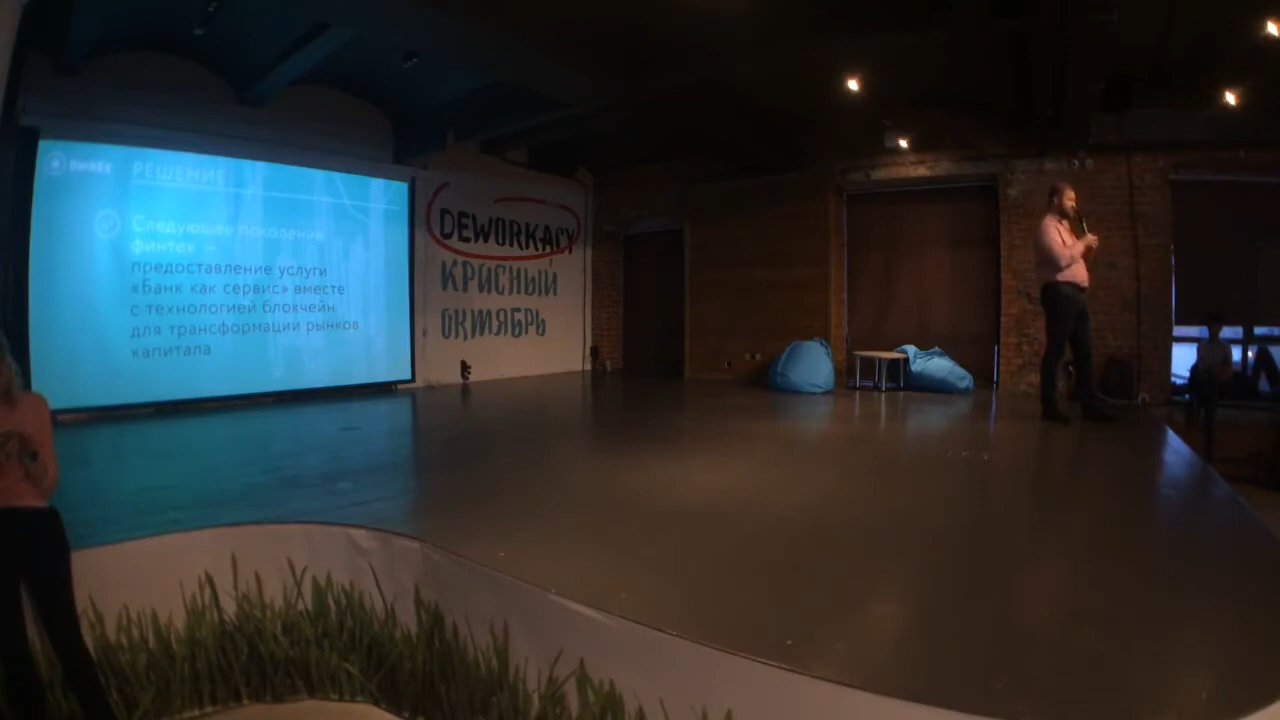 BankEx
РЕШЕНИЕ
Следующее поколение
финтех —
предоставление услуги
«Банк как сервис» вместе
с технологией блокчейн
для трансформации рынков
капитала
DEWORKACY
КРАСНЫЙ
ОКТЯБРЬ